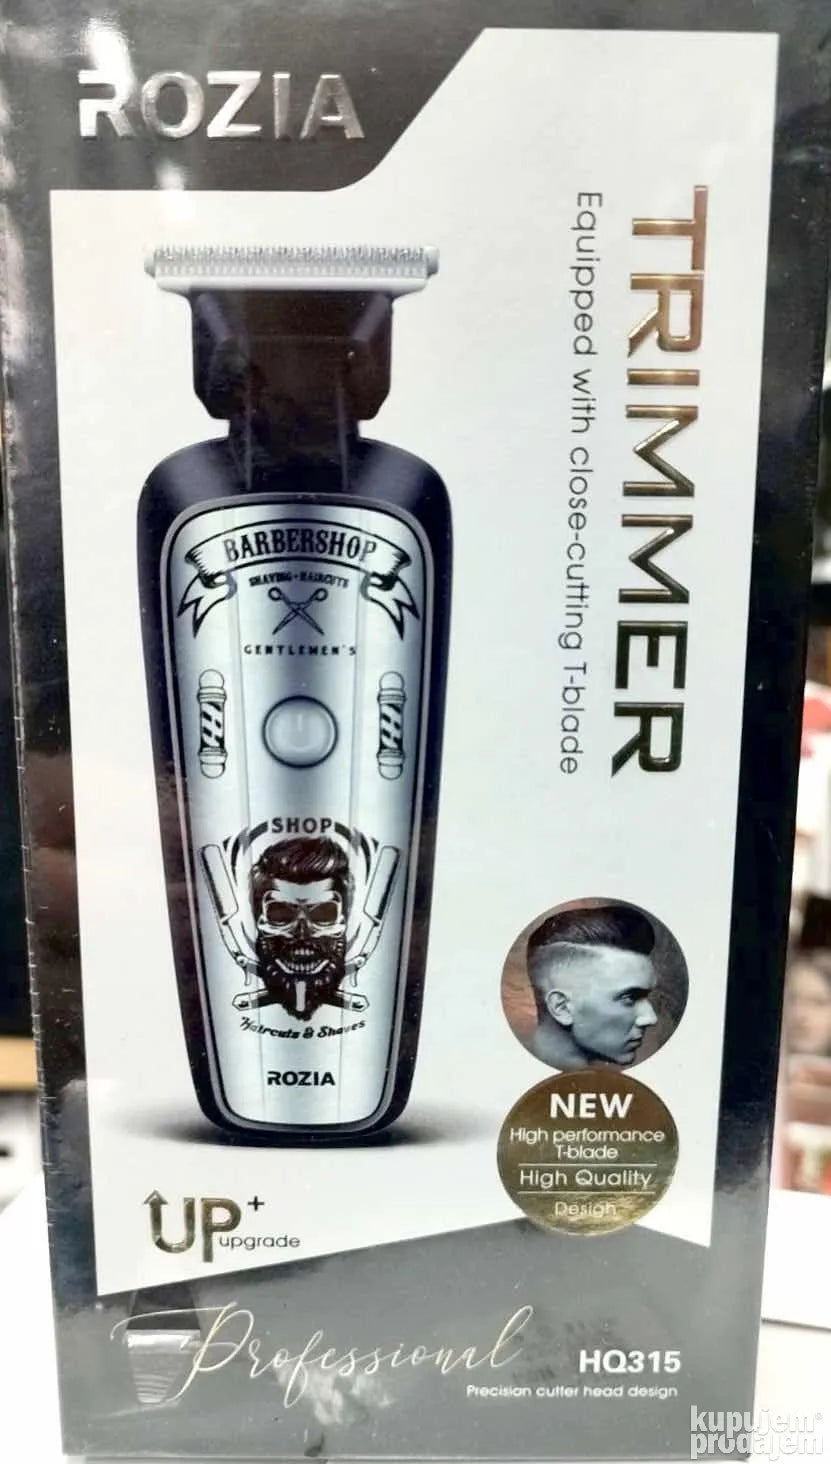 ROZIA
TRIMMER
Equipped with close-cutting T-blade
BARBERSHOP
SHAVING • HAIRCUTS
GENTLEMEN'S
SHOP
Haircuts & Shaves
ROZIA
NEW
High performance
T-blade
High Quality
Design
UP+
upgrade
Professional
HQ315
Precision cutter head design
kupujem
prodajem